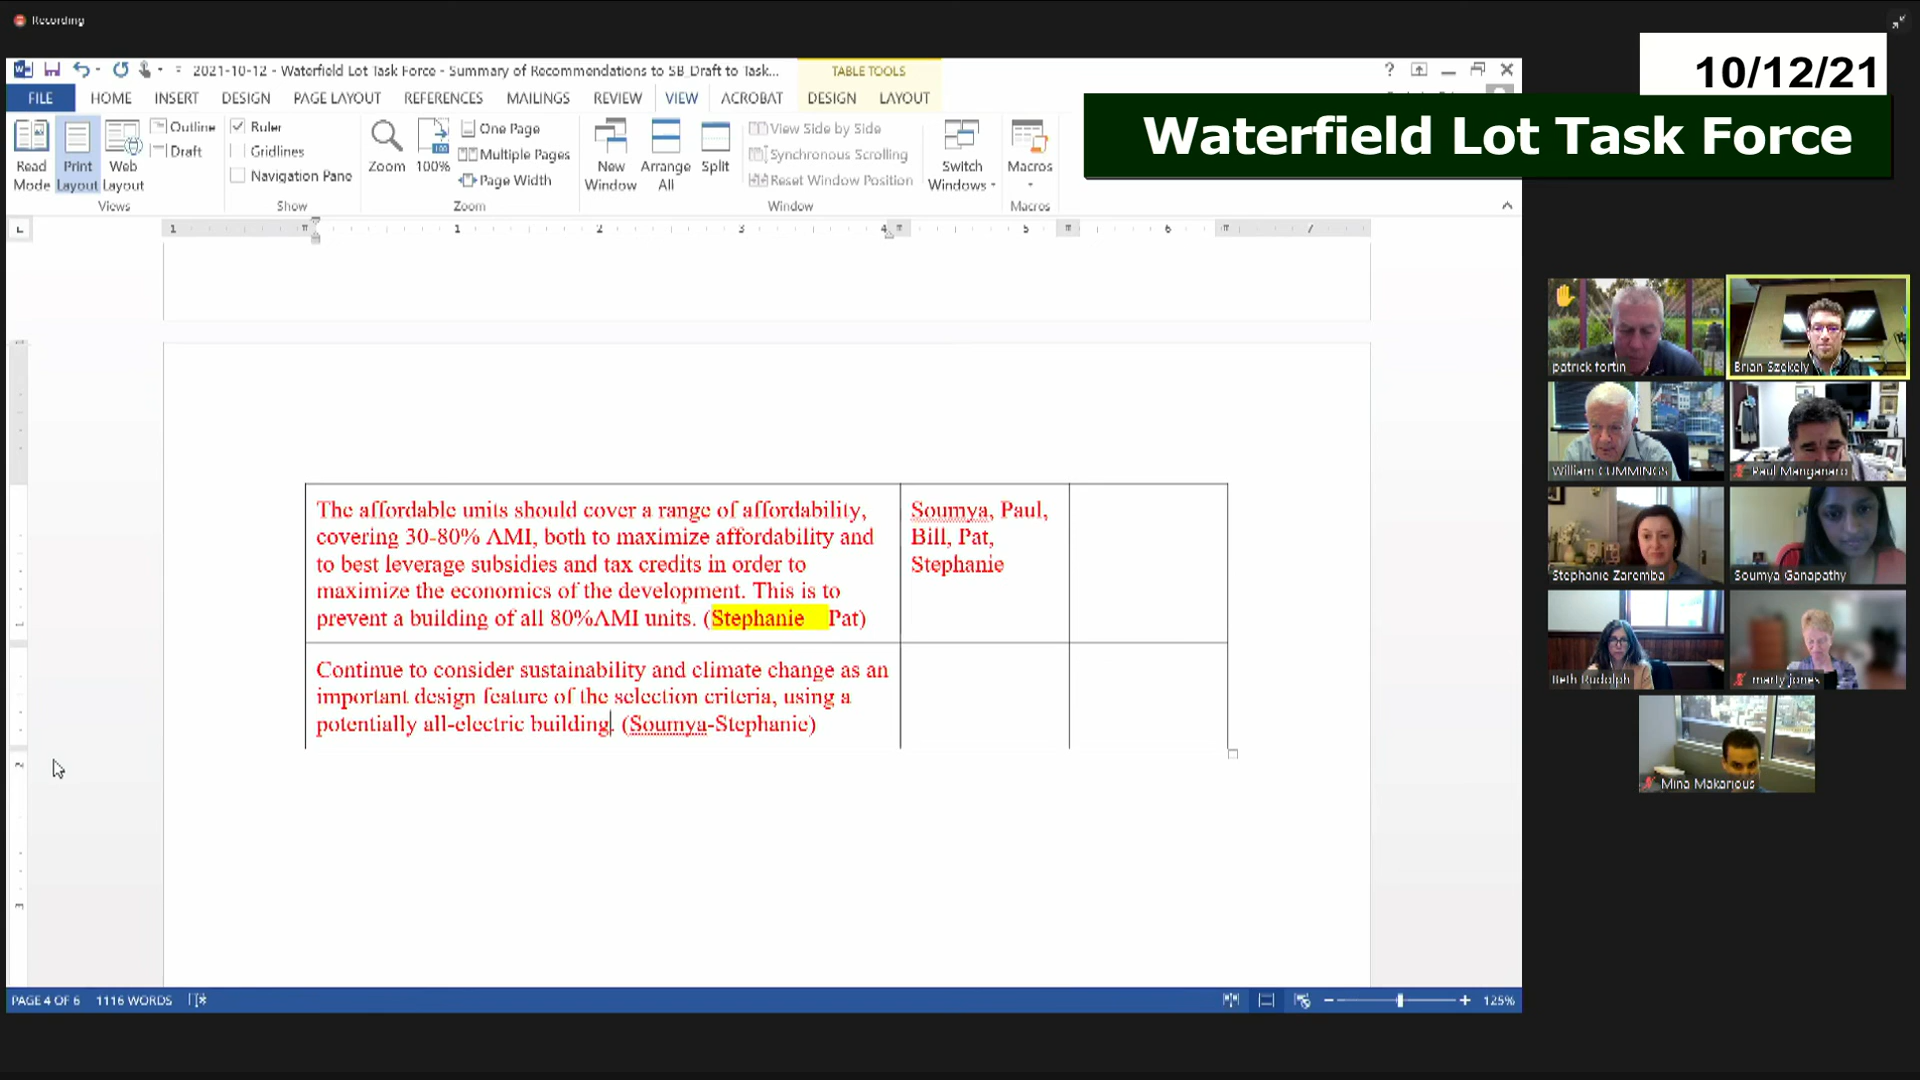 Recording
10/12/21
Waterfield Lot Task Force
2021-10-12 - Waterfield Lot Task Force - Summary of Recommendations to SB_Draft to Task...
TABLE TOOLS
FILE HOME INSERT DESIGN PAGE LAYOUT REFERENCES MAILINGS REVIEW VIEW ACROBAT DESIGN LAYOUT
Read Mode
Print Layout
Web Layout
Outline
Draft
Views
Ruler
Gridlines
Navigation Pane
Show
Zoom
100%
One Page
Multiple Pages
Page Width
Zoom
New Window
Arrange All
Split
View Side by Side
Synchronous Scrolling
Reset Window Position
Window
Switch Windows
Macros
Macros
1 1 2 3 4 5 6 7
The affordable units should cover a range of affordability,
covering 30-80% AMI, both to maximize affordability and
to best leverage subsidies and tax credits in order to
maximize the economics of the development. This is to
prevent a building of all 80%AMI units. (Stephanie Pat)
Soumya, Paul,
Bill, Pat,
Stephanie
Continue to consider sustainability and climate change as an
important design feature of the selection criteria, using a
potentially all-electric building. (Soumya-Stephanie)
patrick fortin
Brian Szekely
William CUMMINGS
Paul Manganaro
Stephanie Zaremba
Soumya Ganapathy
Beth Rudolph
marty jones
Mina Makarious
PAGE 4 OF 6 1116 WORDS
125%